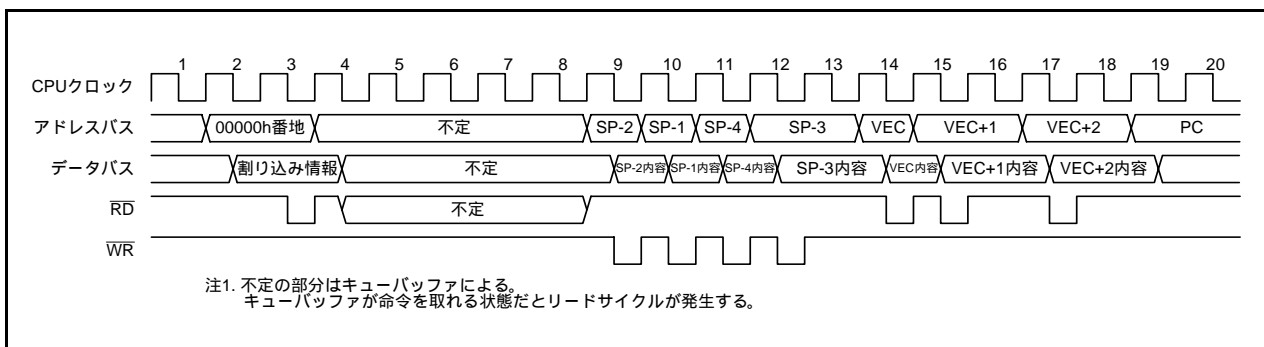 1 2 3 4 5 6 7 8 9 10 11 12 13 14 15 16 17 18 19 20
CPUクロック
アドレスバス 00000h番地 不定 SP-2 SP-1 SP-4 SP-3 VEC VEC+1 VEC+2 PC
データバス 割り込み情報 不定 SP-2内容 SP-1内容 SP-4内容 SP-3内容 VEC内容 VEC+1内容 VEC+2内容
RD 不定
WR
注1. 不定の部分はキューバッファによる。
キューバッファが命令を取れる状態だとリードサイクルが発生する。